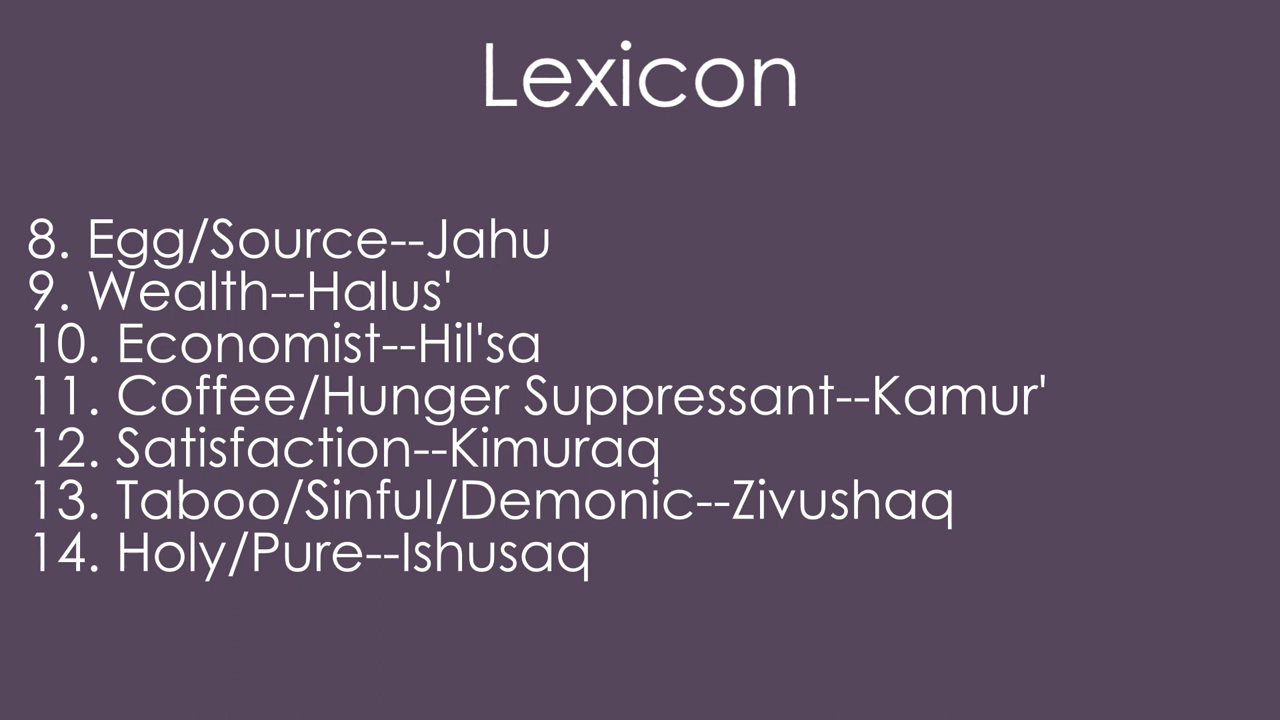 Lexicon
8. Egg/Source--Jahu
9. Wealth--Halus'
10. Economist--Hil'sa
11. Coffee/Hunger Suppressant--Kamur'
12. Satisfaction--Kimuraq
13. Taboo/Sinful/Demonic--Zivushaq
14. Holy/Pure--Ishusaq